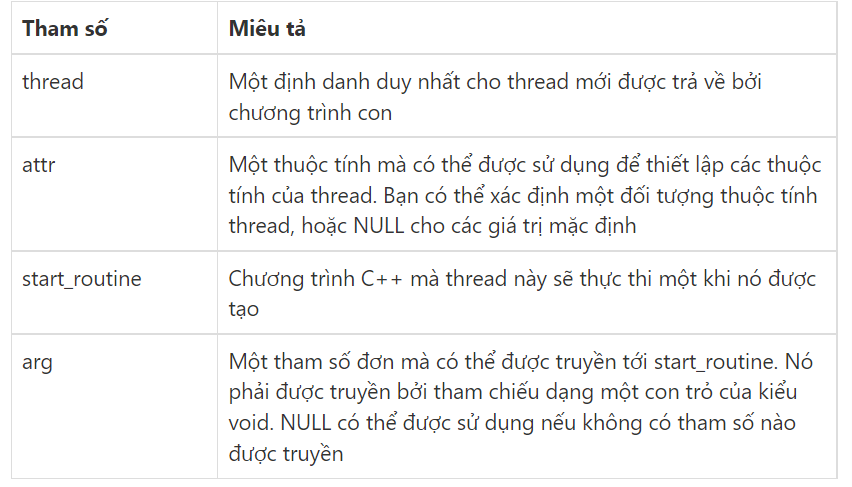 Tham số Miêu tả
thread Một định danh duy nhất cho thread mới được trả về bởi
chương trình con
attr Một thuộc tính mà có thể được sử dụng để thiết lập các thuộc
tính của thread. Bạn có thể xác định một đối tượng thuộc tính
thread, hoặc NULL cho các giá trị mặc định
start_routine Chương trình C++ mà thread này sẽ thực thi một khi nó được
tạo
arg Một tham số đơn mà có thể được truyền tới start_routine. Nó
phải được truyền bởi tham chiếu dạng một con trỏ của kiểu
void. NULL có thể được sử dụng nếu không có tham số nào
được truyền